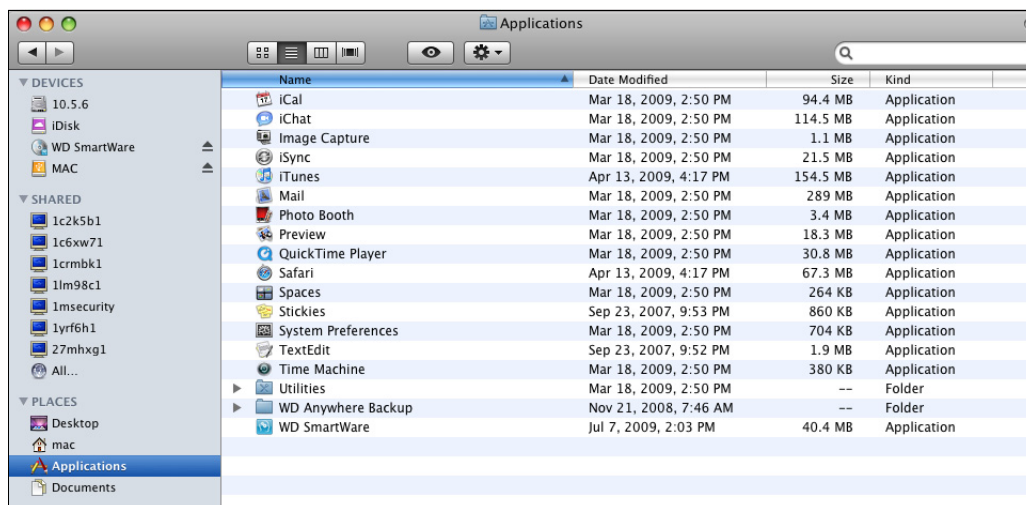 Applications
DEVICES
10.5.6
iDisk
WD SmartWare
MAC
SHARED
1c2k5b1
1c6xw71
1crmbk1
1lm98c1
1msecurity
1yrf6h1
27mhxg1
All...
PLACES
Desktop
mac
Applications
Documents
Name Date Modified Size Kind
iCal Mar 18, 2009, 2:50 PM 94.4 MB Application
iChat Mar 18, 2009, 2:50 PM 114.5 MB Application
Image Capture Mar 18, 2009, 2:50 PM 1.1 MB Application
iSync Mar 18, 2009, 2:50 PM 21.5 MB Application
iTunes Apr 13, 2009, 4:17 PM 154.5 MB Application
Mail Mar 18, 2009, 2:50 PM 289 MB Application
Photo Booth Mar 18, 2009, 2:50 PM 3.4 MB Application
Preview Mar 18, 2009, 2:50 PM 18.3 MB Application
QuickTime Player Mar 18, 2009, 2:50 PM 30.8 MB Application
Safari Apr 13, 2009, 4:17 PM 67.3 MB Application
Spaces Mar 18, 2009, 2:50 PM 264 KB Application
Stickies Sep 23, 2007, 9:53 PM 860 KB Application
System Preferences Mar 18, 2009, 2:50 PM 704 KB Application
TextEdit Sep 23, 2007, 9:52 PM 1.9 MB Application
Time Machine Mar 18, 2009, 2:50 PM 380 KB Application
Utilities Mar 18, 2009, 2:50 PM -- Folder
WD Anywhere Backup Nov 21, 2008, 7:46 AM -- Folder
WD SmartWare Jul 7, 2009, 2:03 PM 40.4 MB Application